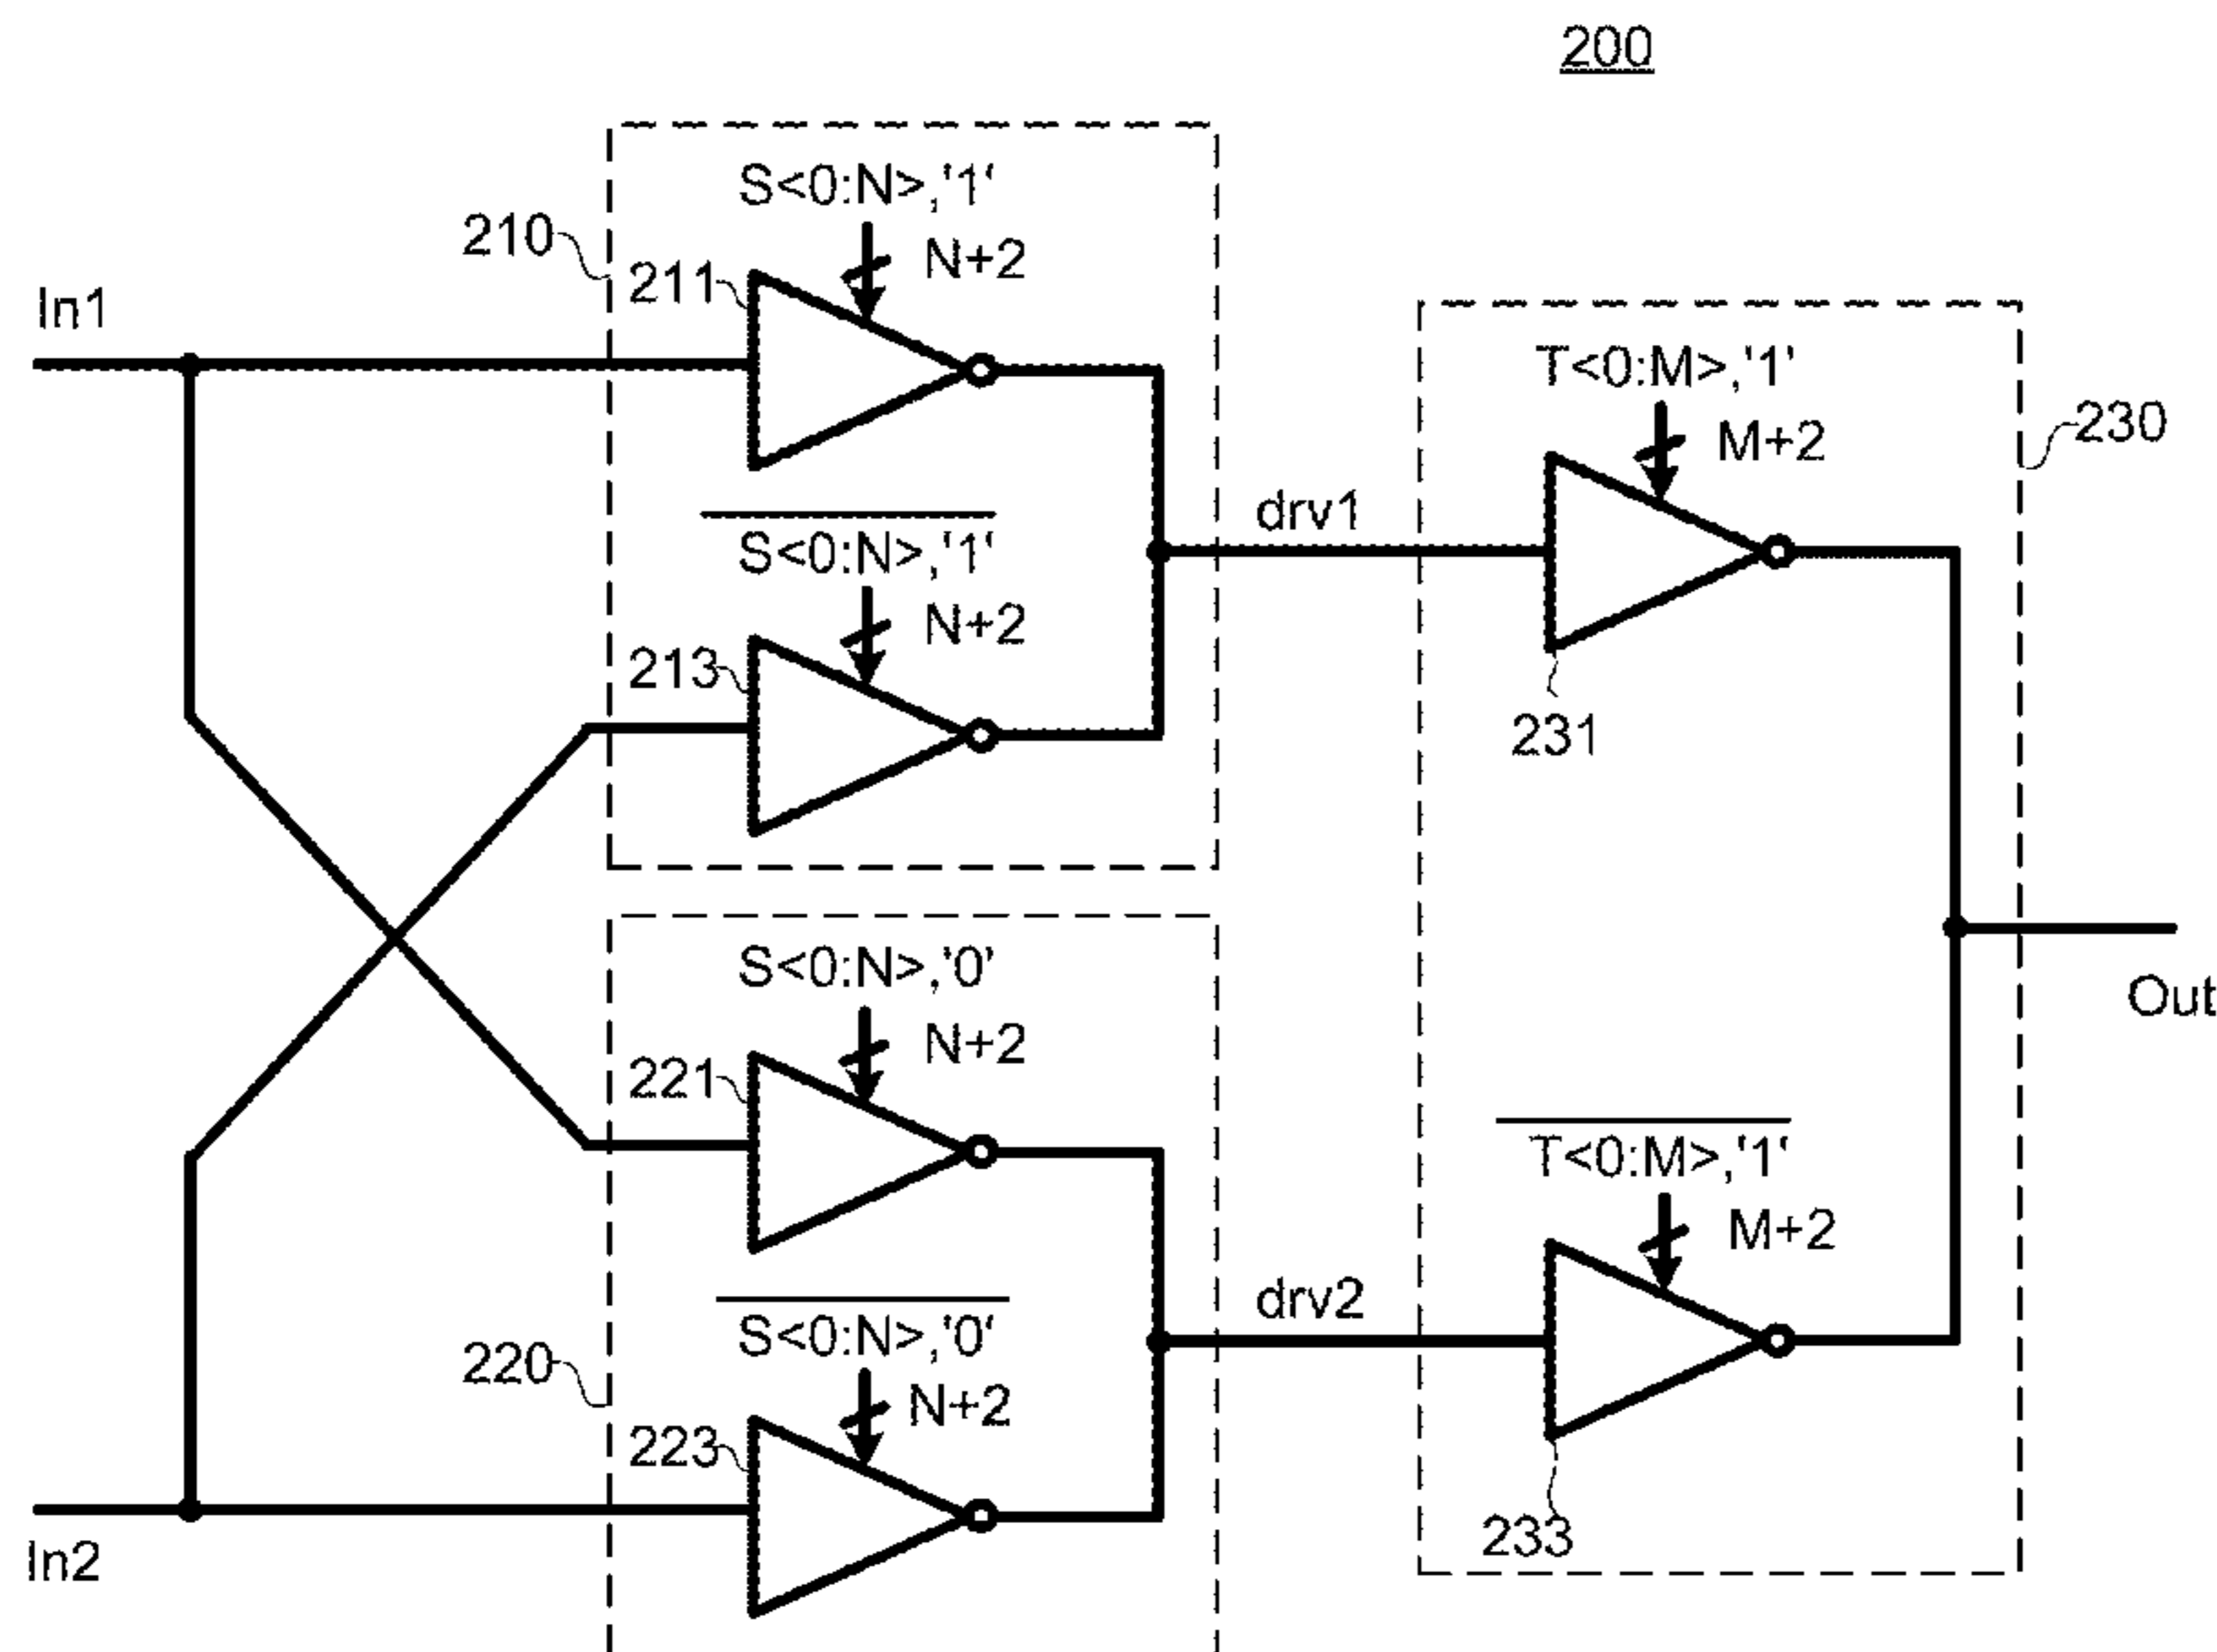 200
S<0:N>,'1'
210
N+2
211
In1
T<0:M>,'1'
230
M+2
drv1
S<0:N>,'1'
N+2
213
231
S<0:N>,'0'
N+2
221
Out
T<0:M>,'1'
M+2
drv2
S<0:N>,'0'
220
N+2
223
233
In2